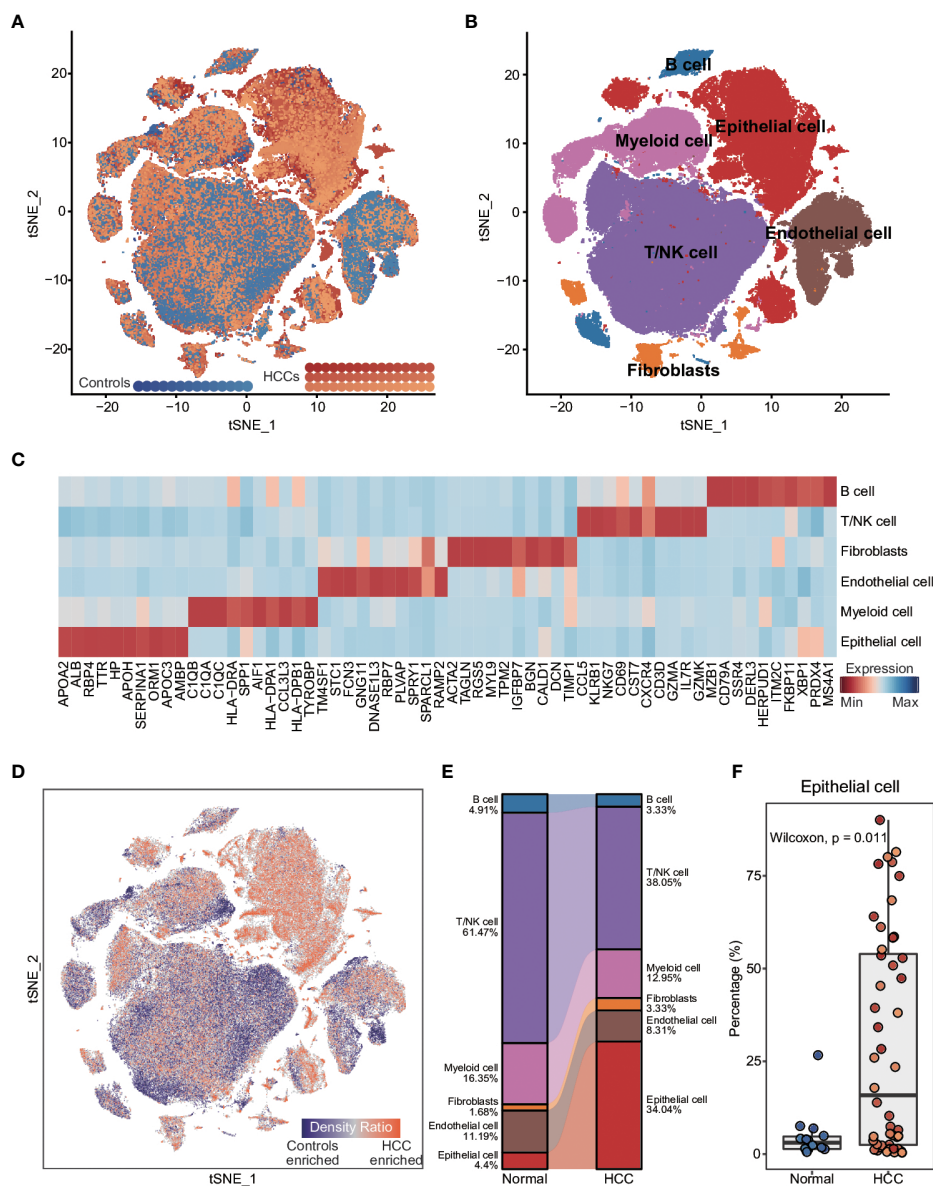 A
20
10
0
−10
−20
tSNE_2
Controls
HCCs
−20
−10
0
10
20
tSNE_1
B
20
10
0
−10
−20
tSNE_2
B cell
Epithelial cell
Myeloid cell
Endothelial cell
T/NK cell
Fibroblasts
−20
−10
0
10
20
tSNE_1
C
B cell
T/NK cell
Fibroblasts
Endothelial cell
Myeloid cell
Epithelial cell
APOA2
ALB
RBP4
TTR
HP
APOH
SERPINA1
ORM1
APOC3
AMBP
C1QB
C1QA
C1QC
HLA−DRA
SPP1
AIF1
HLA−DPA1
CCL3L3
HLA−DPB1
TYROBP
TM4SF1
STC1
FCN3
GNG11
DNASE1L3
RBP7
PLVAP
SPRY1
SPARCL1
RAMP2
ACTA2
TAGLN
RGS5
MYL9
TPM2
IGFBP7
BGN
CALD1
DCN
TIMP1
CCL5
KLRB1
NKG7
CD69
CST7
CXCR4
CD3D
GZMA
IL7R
GZMK
MZB1
CD79A
SSR4
DERL3
HERPUD1
ITM2C
FKBP11
XBP1
PRDX4
MS4A1
Expression
Min
Max
D
tSNE_2
Density Ratio
Controls enriched
HCC enriched
tSNE_1
E
B cell
4.91%
T/NK cell
61.47%
Myeloid cell
16.35%
Fibroblasts
1.68%
Endothelial cell
11.19%
Epithelial cell
4.4%
B cell
3.33%
T/NK cell
38.05%
Myeloid cell
12.95%
Fibroblasts
3.33%
Endothelial cell
8.31%
Epithelial cell
34.04%
Normal
HCC
F
Epithelial cell
Wilcoxon, p = 0.011
75
50
25
0
Percentage (%)
Normal
HCC